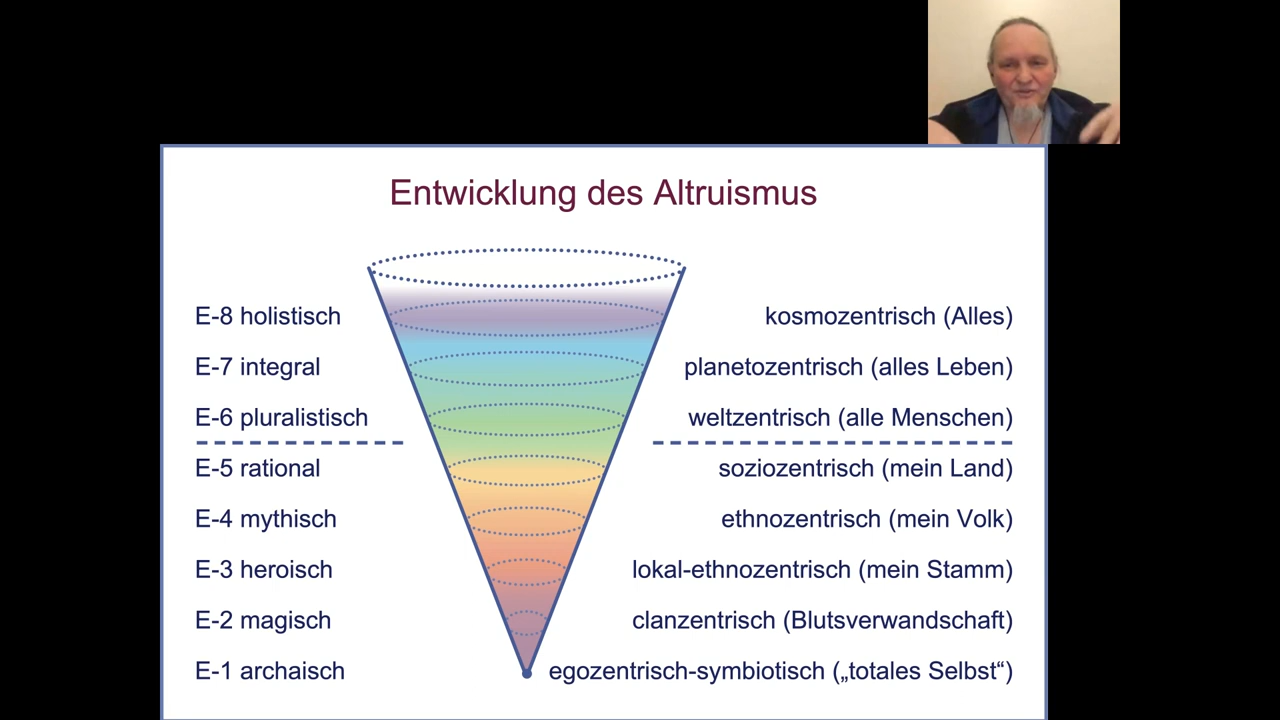 Entwicklung des Altruismus
E-8 holistisch kosmozentrisch (Alles)
E-7 integral planetozentrisch (alles Leben)
E-6 pluralistisch weltzentrisch (alle Menschen)
E-5 rational soziozentrisch (mein Land)
E-4 mythisch ethnozentrisch (mein Volk)
E-3 heroisch lokal-ethnozentrisch (mein Stamm)
E-2 magisch clanzentrisch (Blutsverwandschaft)
E-1 archaisch egozentrisch-symbiotisch („totales Selbst“)